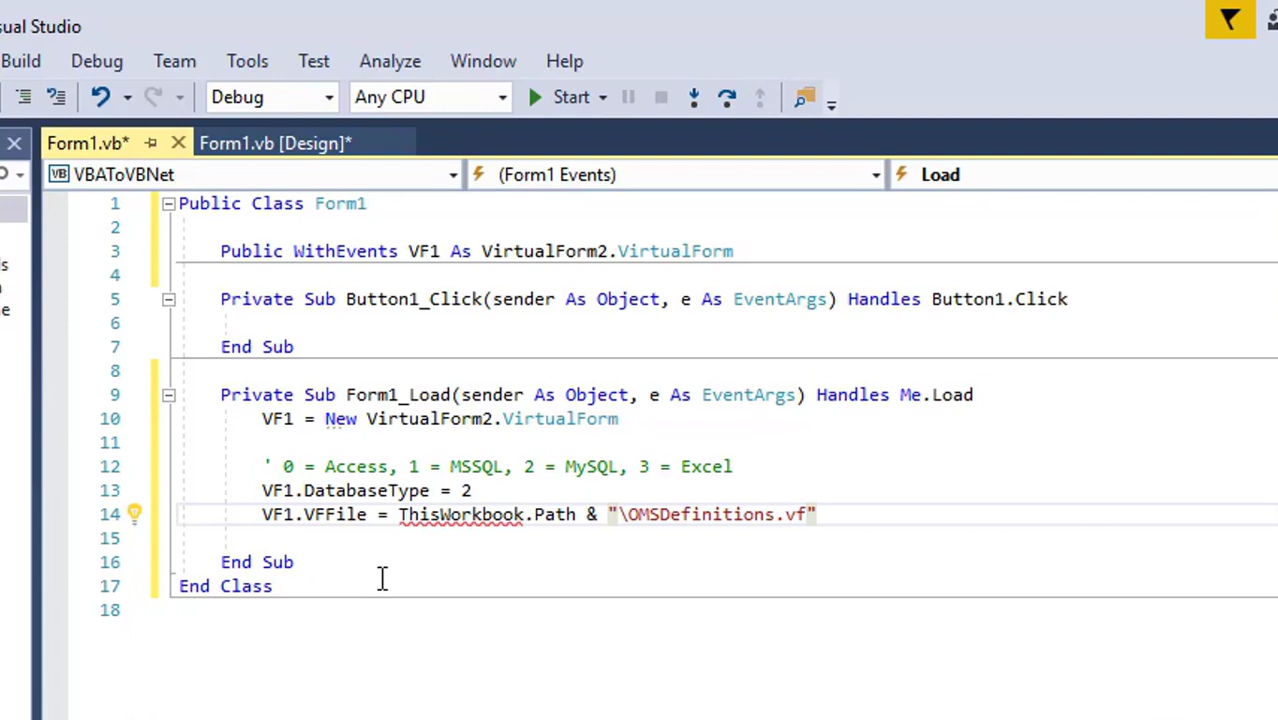 sual Studio
Build Debug Team Tools Test Analyze Window Help
Debug Any CPU Start
Form1.vb* Form1.vb [Design]*
VB VBAToVBNet (Form1 Events) Load
1 Public Class Form1
2
3 Public WithEvents VF1 As VirtualForm2.VirtualForm
4
5 Private Sub Button1_Click(sender As Object, e As EventArgs) Handles Button1.Click
6
7 End Sub
8
9 Private Sub Form1_Load(sender As Object, e As EventArgs) Handles Me.Load
10 VF1 = New VirtualForm2.VirtualForm
11
12 ' 0 = Access, 1 = MSSQL, 2 = MySQL, 3 = Excel
13 VF1.DatabaseType = 2
14 VF1.VFFile = ThisWorkbook.Path & "\OMSDefinitions.vf"
15
16 End Sub
17 End Class
18